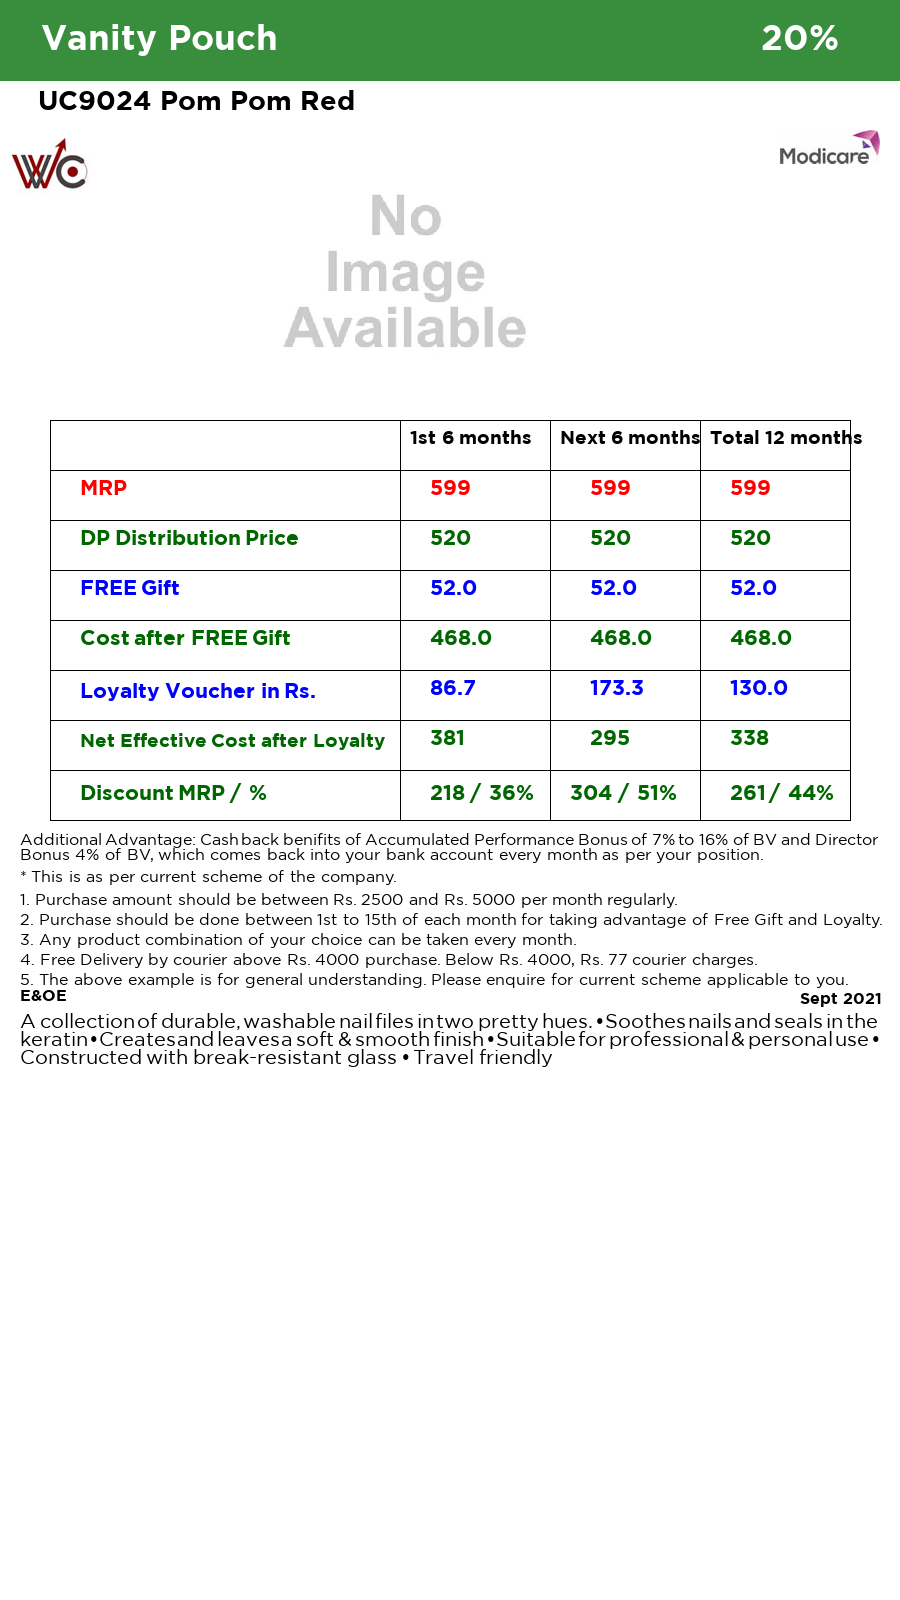 Vanity Pouch 20%
UC9024 Pom Pom Red
WC
Modicare
No
Image
Available
1st 6 months Next 6 months Total 12 months
MRP 599 599 599
DP Distribution Price 520 520 520
FREE Gift 52.0 52.0 52.0
Cost after FREE Gift 468.0 468.0 468.0
Loyalty Voucher in Rs. 86.7 173.3 130.0
Net Effective Cost after Loyalty 381 295 338
Discount MRP / % 218 / 36% 304 / 51% 261 / 44%
Additional Advantage: Cashback benifits of Accumulated Performance Bonus of 7% to 16% of BV and Director
Bonus 4% of BV, which comes back into your bank account every month as per your position.
* This is as per current scheme of the company.
1. Purchase amount should be between Rs. 2500 and Rs. 5000 per month regularly.
2. Purchase should be done between 1st to 15th of each month for taking advantage of Free Gift and Loyalty.
3. Any product combination of your choice can be taken every month.
4. Free Delivery by courier above Rs. 4000 purchase. Below Rs. 4000, Rs. 77 courier charges.
5. The above example is for general understanding. Please enquire for current scheme applicable to you.
E&OE Sept 2021
A collection of durable, washable nail files in two pretty hues. • Soothes nails and seals in the
keratin • Creates and leaves a soft & smooth finish • Suitable for professional & personal use •
Constructed with break-resistant glass • Travel friendly